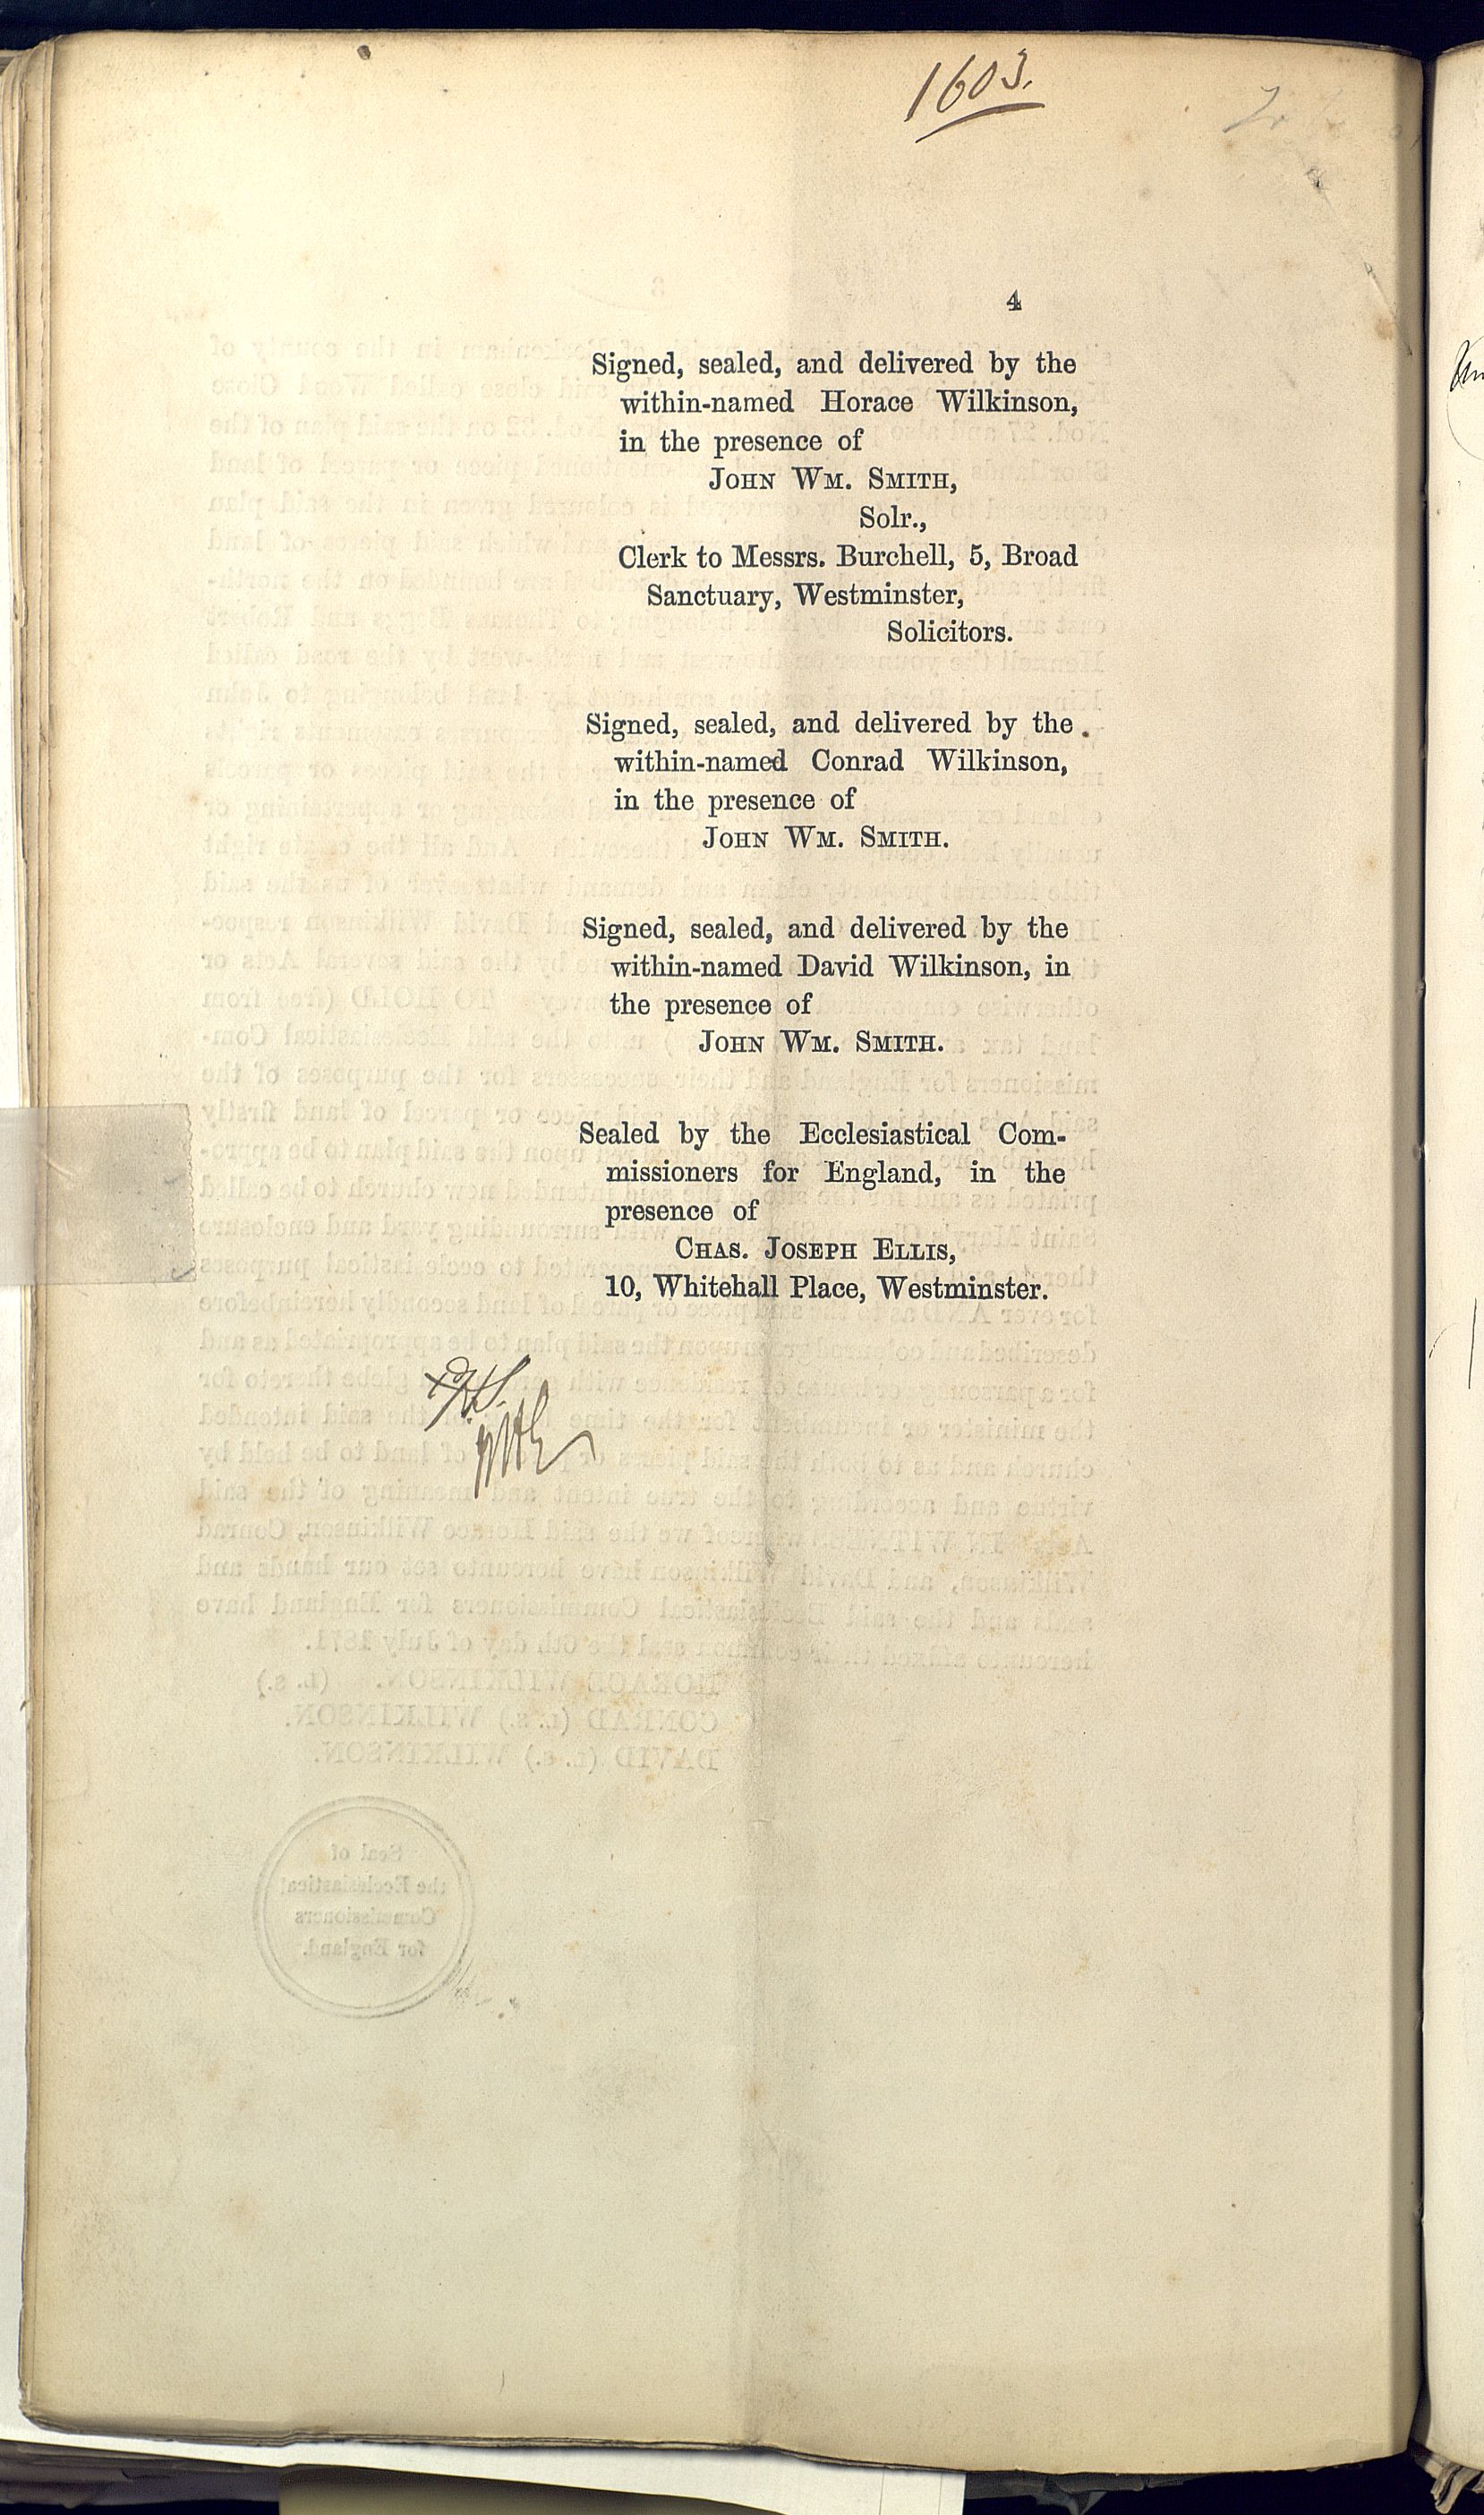 1603.
4
Signed, sealed, and delivered by the
within-named Horace Wilkinson,
in the presence of
JOHN WM. SMITH,
Solr.,
Clerk to Messrs. Burchell, 5, Broad
Sanctuary, Westminster,
Solicitors.
Signed, sealed, and delivered by the
within-named Conrad Wilkinson,
in the presence of
JOHN WM. SMITH.
Signed, sealed, and delivered by the
within-named David Wilkinson, in
the presence of
JOHN WM. SMITH.
Sealed by the Ecclesiastical Com-
missioners for England, in the
presence of
CHAS. JOSEPH ELLIS,
10, Whitehall Place, Westminster.